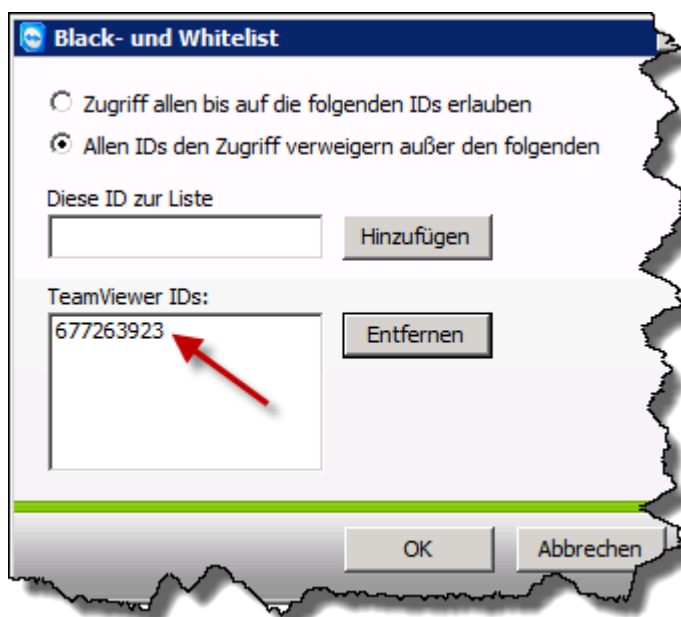 Black- und Whitelist
Zugriff allen bis auf die folgenden IDs erlauben
Allen IDs den Zugriff verweigern außer den folgenden
Diese ID zur Liste
Hinzufügen
TeamViewer IDs:
677263923
Entfernen
OK
Abbrechen